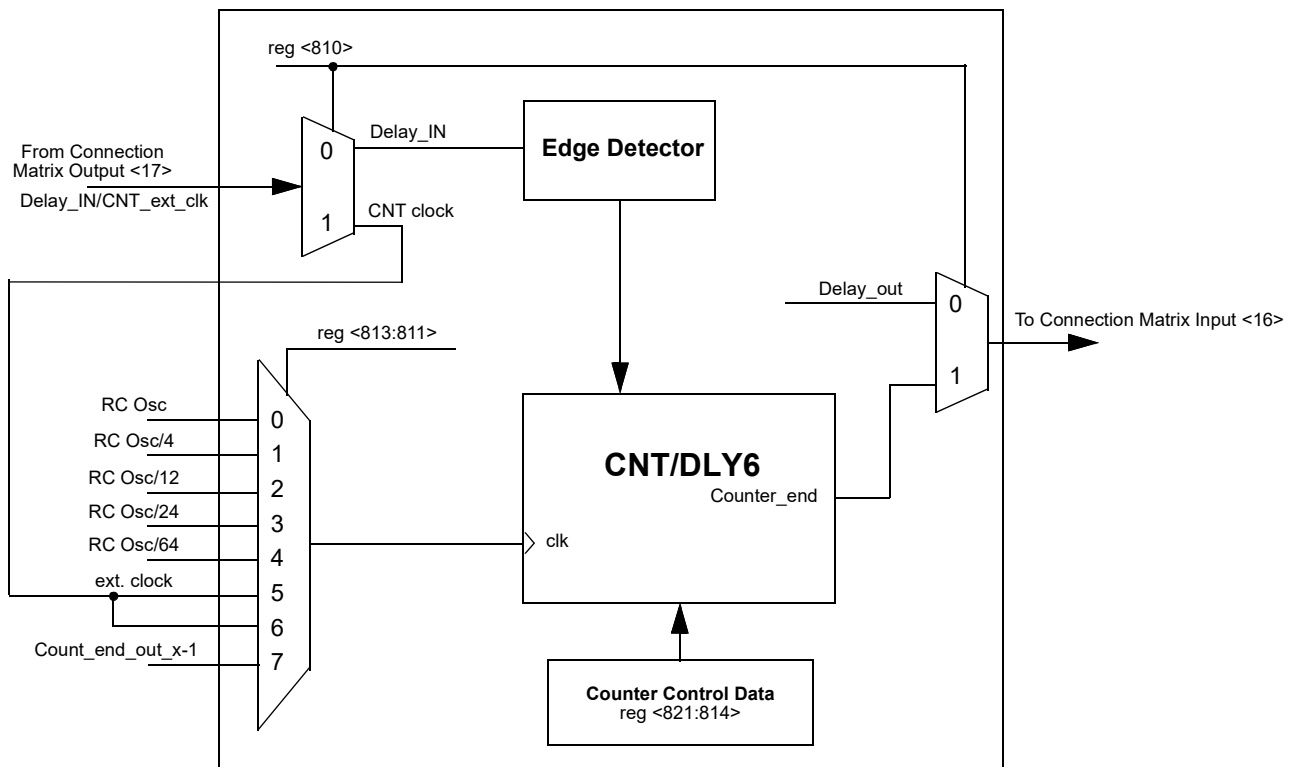 reg <810>
0
Delay_IN
Edge Detector
From Connection
Matrix Output <17>
Delay_IN/CNT_ext_clk
1
CNT clock
Delay_out
0
To Connection Matrix Input <16>
1
reg <813:811>
RC Osc
0
RC Osc/4
1
RC Osc/12
2
RC Osc/24
3
RC Osc/64
4
ext. clock
5
6
Count_end_out_x-1
7
CNT/DLY6
Counter_end
clk
Counter Control Data
reg <821:814>